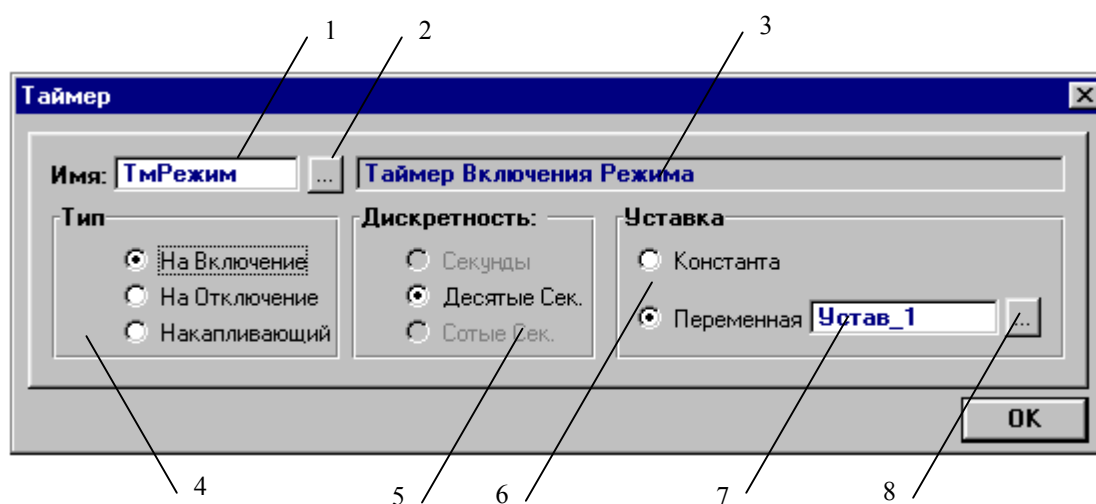 1 2 3
Таймер
Имя: ТмРежим ... Таймер Включения Режима
Тип Дискретность: Уставка
На Включение Секунды Константа
На Отключение Десятые Сек.
Переменная Устав_1 ...
Накапливающий Сотые Сек.
OK
4 5 6 7 8